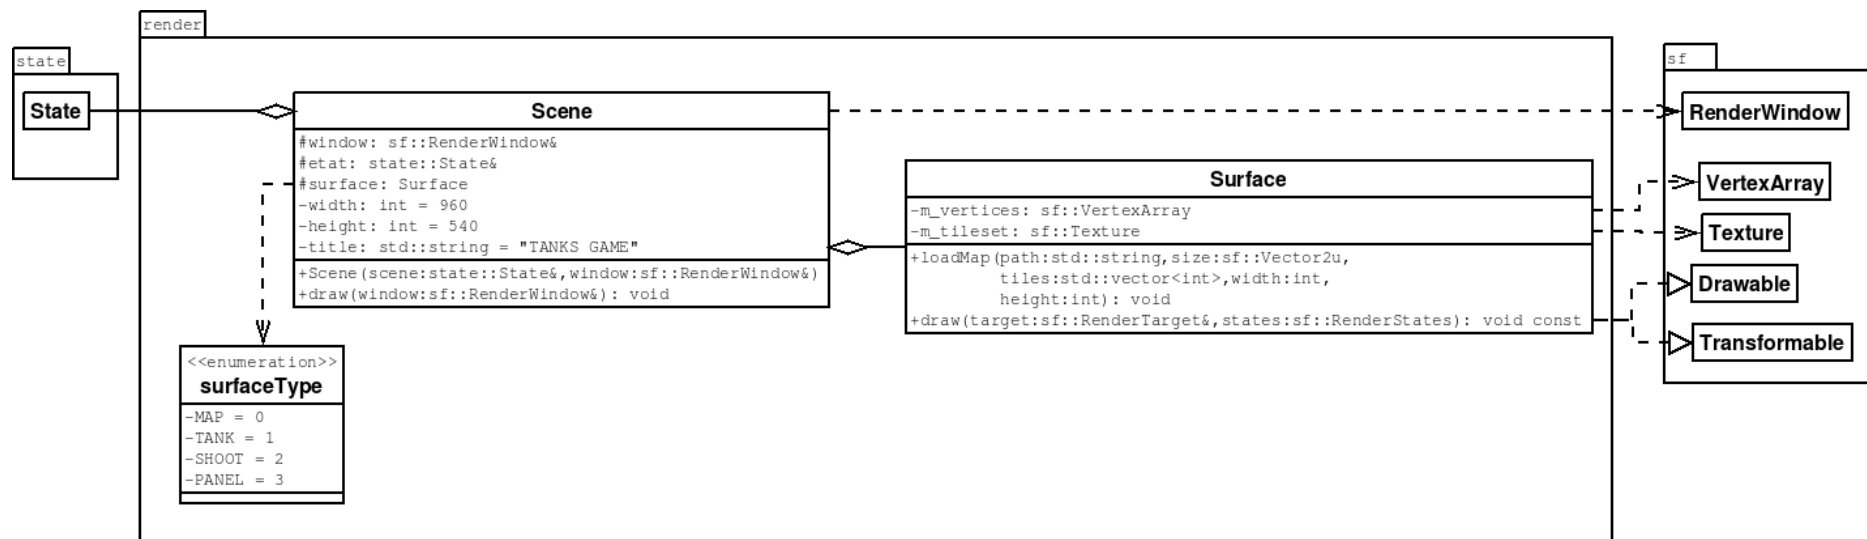 render
state
State
Scene
#window: sf::RenderWindow&
#etat: state::State&
#surface: Surface
-width: int = 960
-height: int = 540
-title: std::string = "TANKS GAME"
+Scene(scene:state::State&,window:sf::RenderWindow&)
+draw(window:sf::RenderWindow&): void
<<enumeration>>
surfaceType
-MAP = 0
-TANK = 1
-SHOOT = 2
-PANEL = 3
Surface
-m_vertices: sf::VertexArray
-m_tileset: sf::Texture
+loadMap(path:std::string,size:sf::Vector2u,
tiles:std::vector<int>,width:int,
height:int): void
+draw(target:sf::RenderTarget&,states:sf::RenderStates): void const
sf
RenderWindow
VertexArray
Texture
Drawable
Transformable